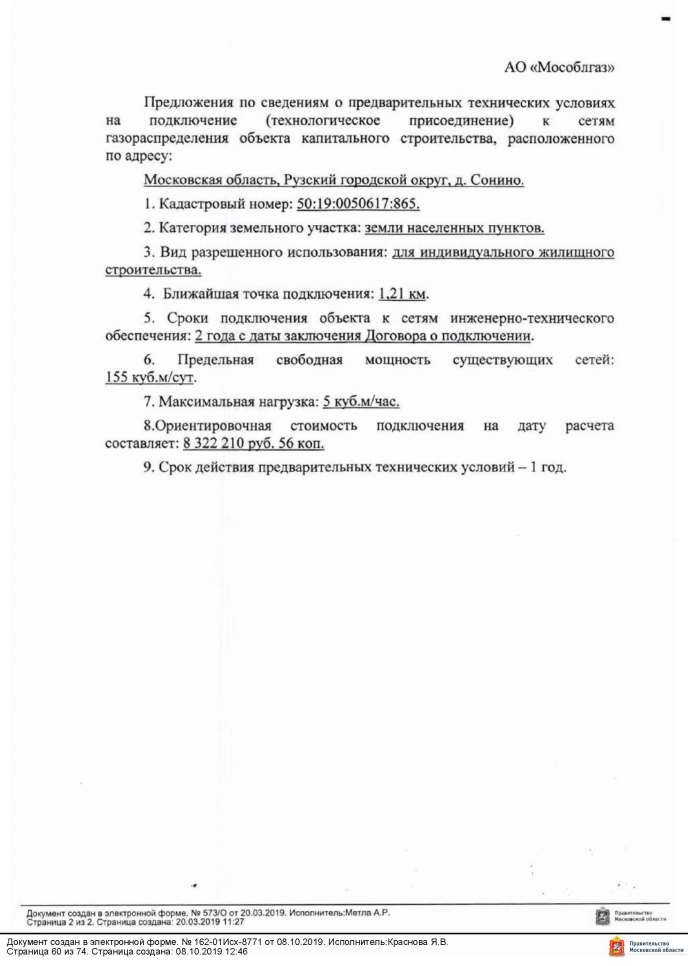 АО «Мособлгаз»
Предложения по сведениям о предварительных технических условиях
на подключение (технологическое присоединение) к сетям
газораспределения объекта капитального строительства, расположенного
по адресу:
Московская область, Рузский городской округ, д. Сонино.
1. Кадастровый номер: 50:19:0050617:865.
2. Категория земельного участка: земли населенных пунктов.
3. Вид разрешенного использования: для индивидуального жилищного
строительства.
4. Ближайшая точка подключения: 1,21 км.
5. Сроки подключения объекта к сетям инженерно-технического
обеспечения: 2 года с даты заключения Договора о подключении.
6. Предельная свободная мощность существующих сетей:
155 куб.м/сут.
7. Максимальная нагрузка: 5 куб.м/час.
8.Ориентировочная стоимость подключения на дату расчета
составляет: 8 322 210 руб. 56 коп.
9. Срок действия предварительных технических условий – 1 год.
Документ создан в электронной форме. № 573/О от 20.03.2019. Исполнитель:Метла А.Р.
Страница 2 из 2. Страница создана: 20.03.2019 11:27
Правительство
Московской области
Документ создан в электронной форме. № 162-01Исх-8771 от 08.10.2019. Исполнитель:Краснова Я.В.
Страница 60 из 74. Страница создана: 08.10.2019 12:46
Правительство
Московской области